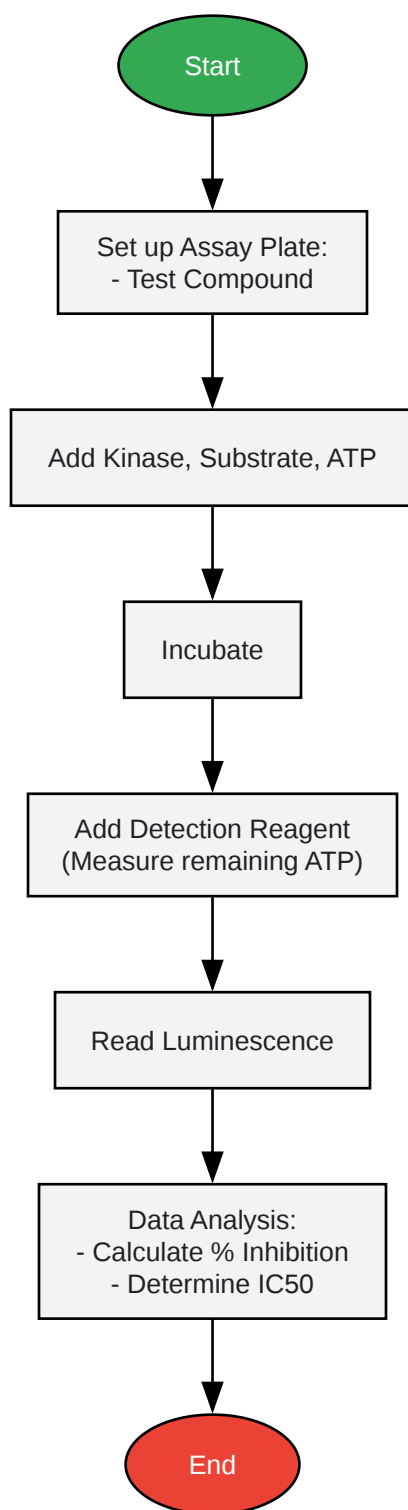 Start
Set up Assay Plate:
- Test Compound
Add Kinase, Substrate, ATP
Incubate
Add Detection Reagent
(Measure remaining ATP)
Read Luminescence
Data Analysis:
- Calculate % Inhibition
- Determine IC50
End